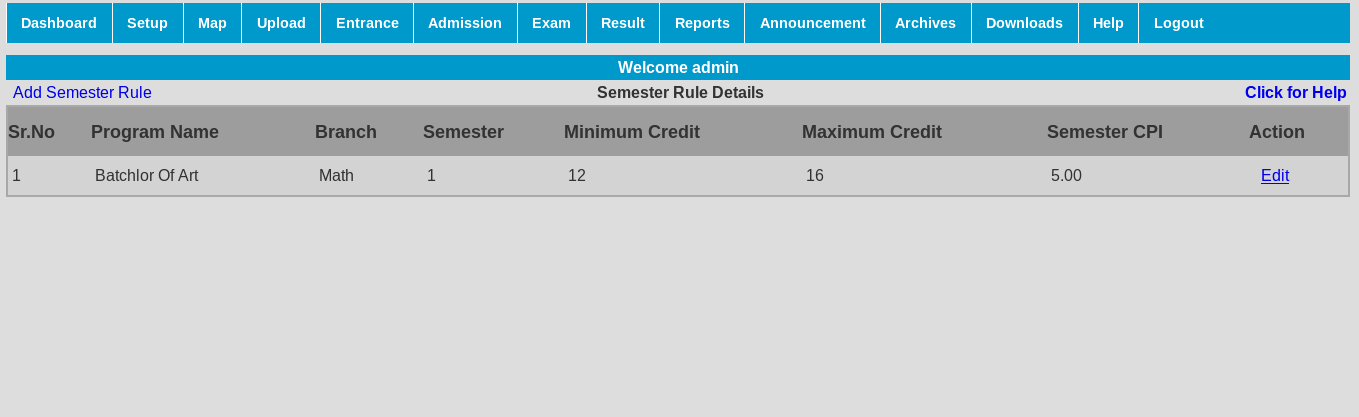 Dashboard Setup Map Upload Entrance Admission Exam Result Reports Announcement Archives Downloads Help Logout
Welcome admin
Add Semester Rule Semester Rule Details Click for Help
Sr.No Program Name Branch Semester Minimum Credit Maximum Credit Semester CPI Action
1 Batchlor Of Art Math 1 12 16 5.00 Edit